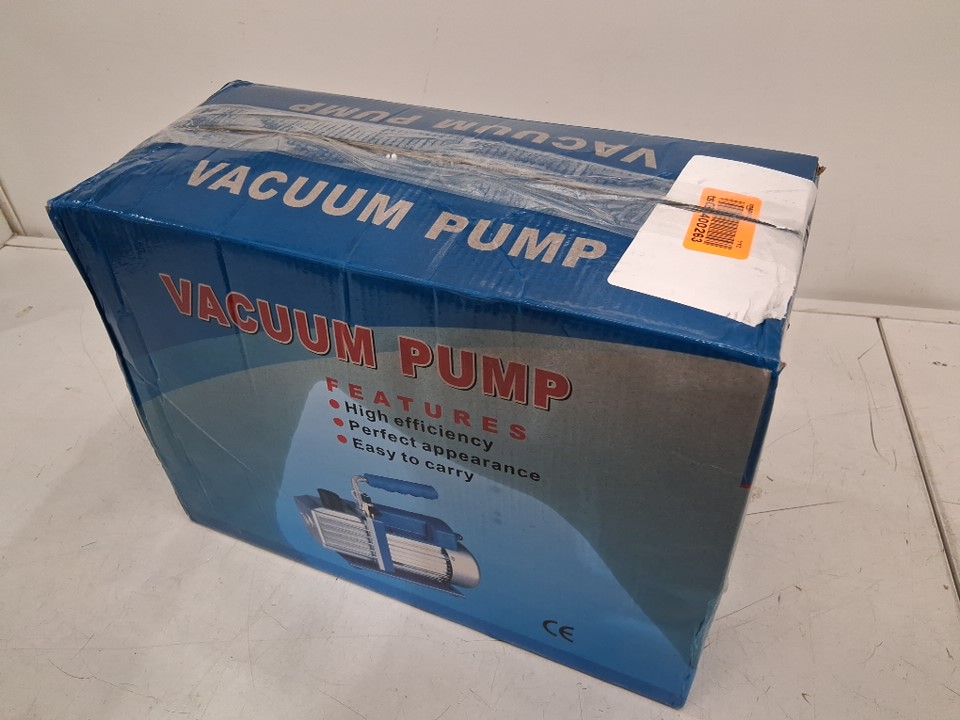 VACUUM PUMP
VACUUM PUMP
VACUUM PUMP
FEATURES
• High efficiency
• Perfect appearance
• Easy to carry
CE